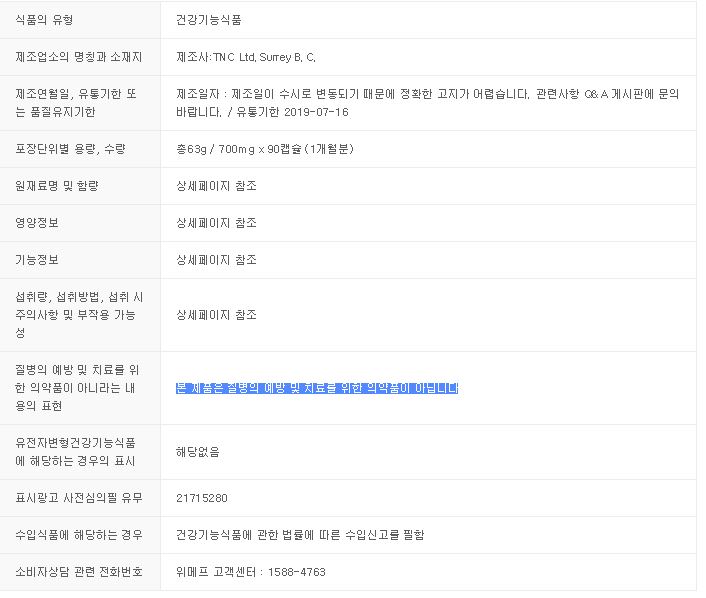 식품의 유형
건강기능식품
제조업소의 명칭과 소재지
제조사:TNC Ltd, Surrey B, C,
제조연월일, 유통기한 또
는 품질유지기한
제조일자 : 제조일이 수시로 변동되기 때문에 정확한 고지가 어렵습니다, 관련사항 Q&A 게시판에 문의
바랍니다, / 유통기한 2019-07-16
포장단위별 용량, 수량
총63g / 700mg x 90캡슐 (1개월분)
원재료명 및 함량
상세페이지 참조
영양정보
상세페이지 참조
기능정보
상세페이지 참조
섭취량, 섭취방법, 섭취 시
주의사항 및 부작용 가능
성
상세페이지 참조
질병의 예방 및 치료를 위
한 의약품이 아니라는 내
용의 표현
본 제품은 질병의 예방 및 치료를 위한 의약품이 아닙니다
유전자변형건강기능식품
에 해당하는 경우의 표시
해당없음
표시광고 사전심의필 유무
21715280
수입식품에 해당하는 경우
건강기능식품에 관한 법률에 따른 수입신고를 필함
소비자상담 관련 전화번호
위메프 고객센터 : 1588-4763